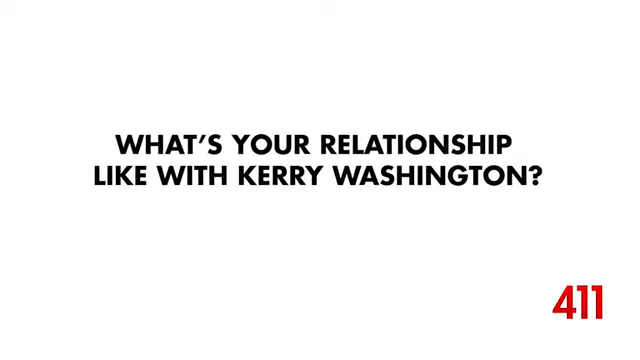 WHAT'S YOUR RELATIONSHIP
LIKE WITH KERRY WASHINGTON?
411